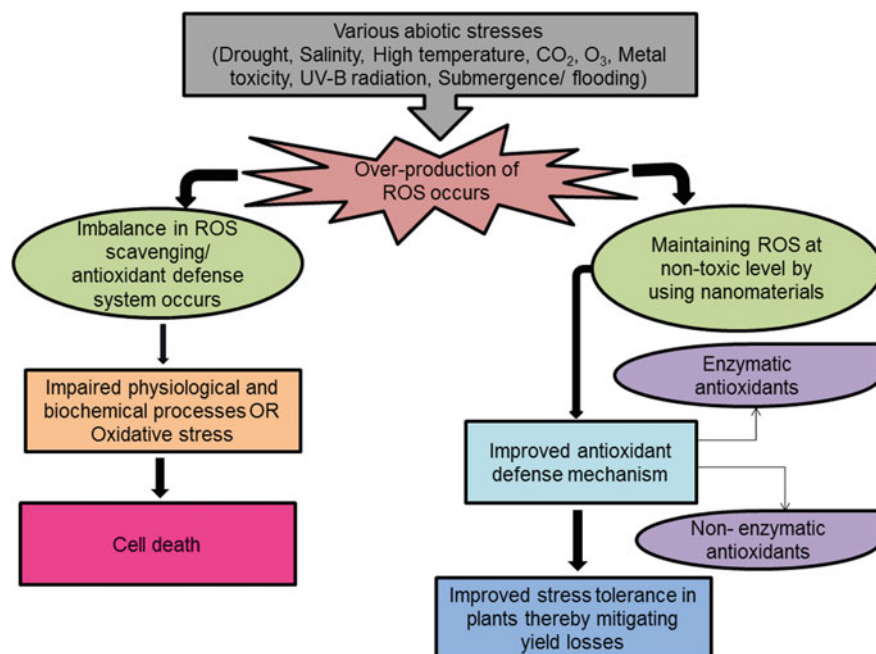 Various abiotic stresses
(Drought, Salinity, High temperature, CO₂, O₃, Metal
toxicity, UV-B radiation, Submergence/ flooding)
Over-production of
ROS occurs
Imbalance in ROS
scavenging/
antioxidant defense
system occurs
Maintaining ROS at
non-toxic level by
using nanomaterials
Impaired physiological and
biochemical processes OR
Oxidative stress
Enzymatic
antioxidants
Improved antioxidant
defense mechanism
Cell death
Non- enzymatic
antioxidants
Improved stress tolerance in
plants thereby mitigating
yield losses